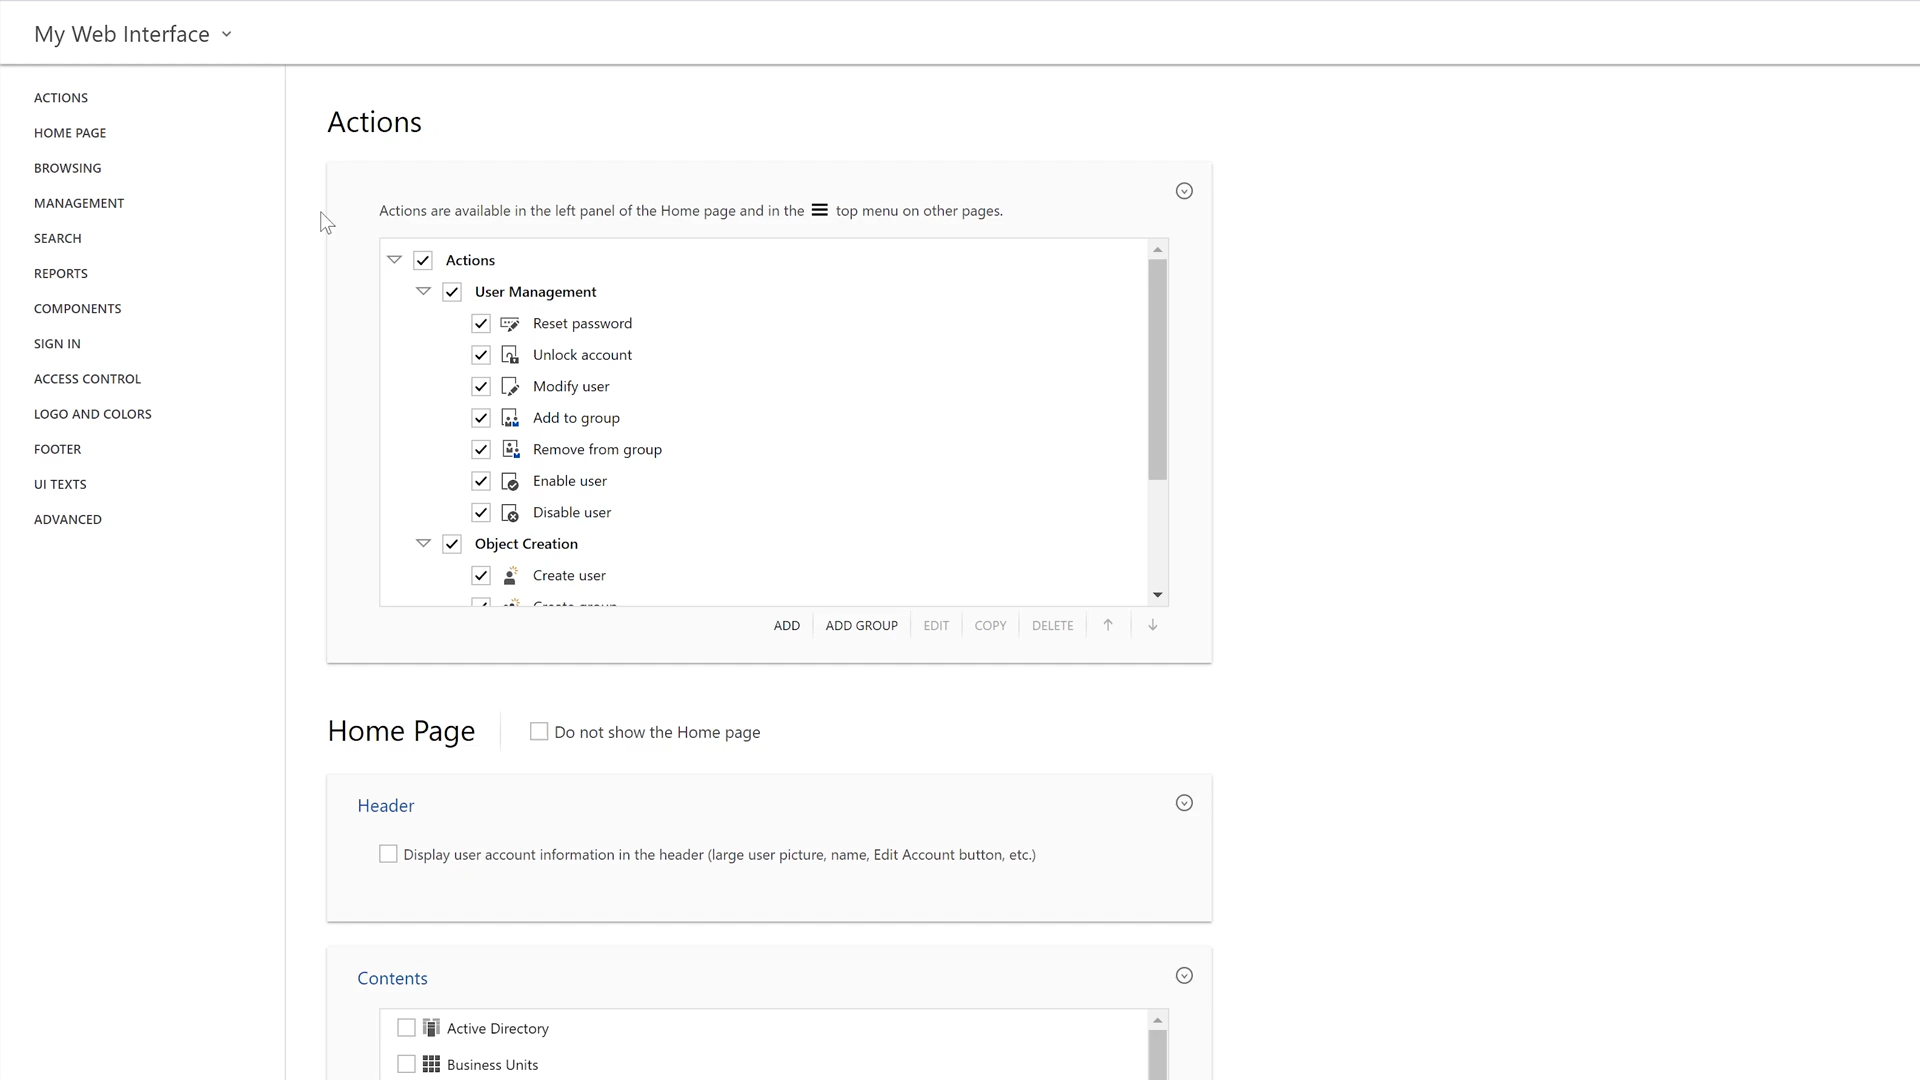 My Web Interface
ACTIONS
HOME PAGE
BROWSING
MANAGEMENT
SEARCH
REPORTS
COMPONENTS
SIGN IN
ACCESS CONTROL
LOGO AND COLORS
FOOTER
UI TEXTS
ADVANCED
Actions
Actions are available in the left panel of the Home page and in the top menu on other pages.
Actions
User Management
Reset password
Unlock account
Modify user
Add to group
Remove from group
Enable user
Disable user
Object Creation
Create user
Create group
ADD ADD GROUP EDIT COPY DELETE
Home Page Do not show the Home page
Header
Display user account information in the header (large user picture, name, Edit Account button, etc.)
Contents
Active Directory
Business Units